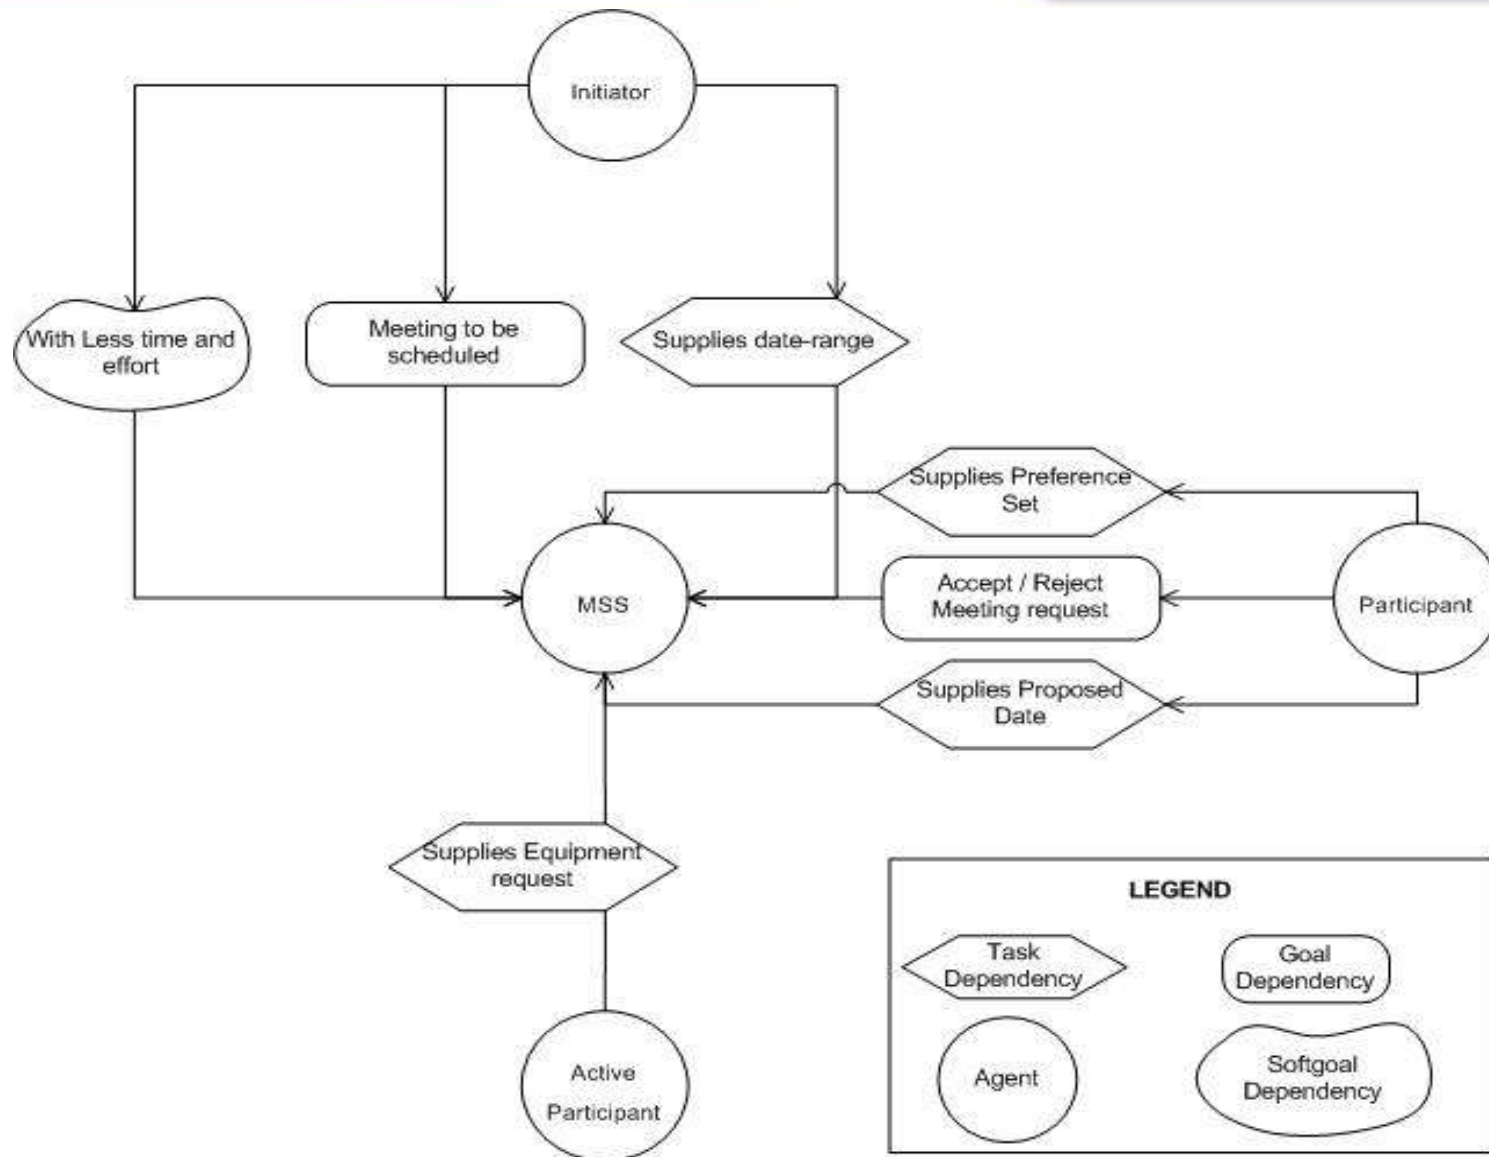 Initiator
With Less time and
effort
Meeting to be
scheduled
Supplies date-range
Supplies Preference
Set
MSS
Accept / Reject
Meeting request
Participant
Supplies Proposed
Date
Supplies Equipment
request
Active
Participant
LEGEND
Task
Dependency
Goal
Dependency
Agent
Softgoal
Dependency